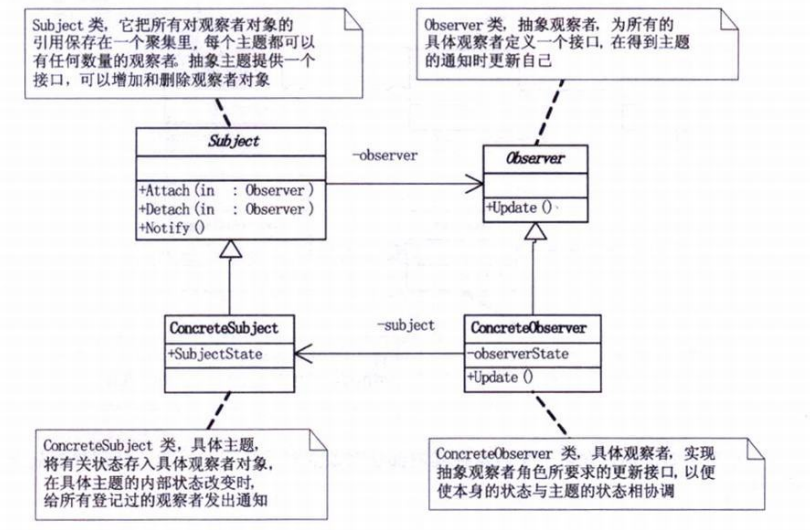 Subject 类, 它把所有对观察者对象的
引用保存在一个聚集里, 每个主题都可以
有任何数量的观察者. 抽象主题提供一个
接口, 可以增加和删除观察者对象
Observer 类, 抽象观察者, 为所有的
具体观察者定义一个接口, 在得到主题
的通知时更新自己
Subject
+Attach(in : Observer)
+Detach(in : Observer)
+Notify()
-observer
Observer
+Update()
ConcreteSubject
+SubjectState
-subject
ConcreteObserver
-observerState
+Update()
ConcreteSubject 类, 具体主题,
将有关状态存入具体观察者对象,
在具体主题的内部状态改变时,
给所有登记过的观察者发出通知
ConcreteObserver 类, 具体观察者, 实现
抽象观察者角色所要求的更新接口, 以便
使本身的状态与主题的状态相协调